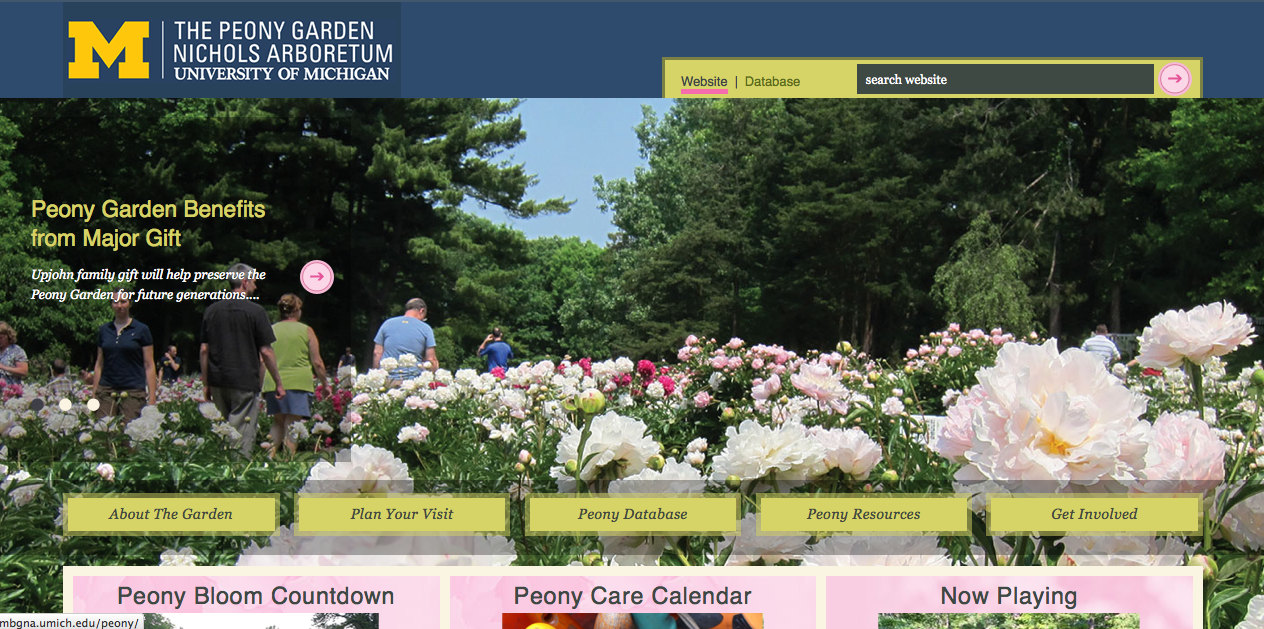 M
THE PEONY GARDEN
NICHOLS ARBORETUM
UNIVERSITY OF MICHIGAN
Website | Database
search website
Peony Garden Benefits
from Major Gift
Upjohn family gift will help preserve the
Peony Garden for future generations....
About The Garden
Plan Your Visit
Peony Database
Peony Resources
Get Involved
Peony Bloom Countdown
Peony Care Calendar
Now Playing
mbgna.umich.edu/peony/